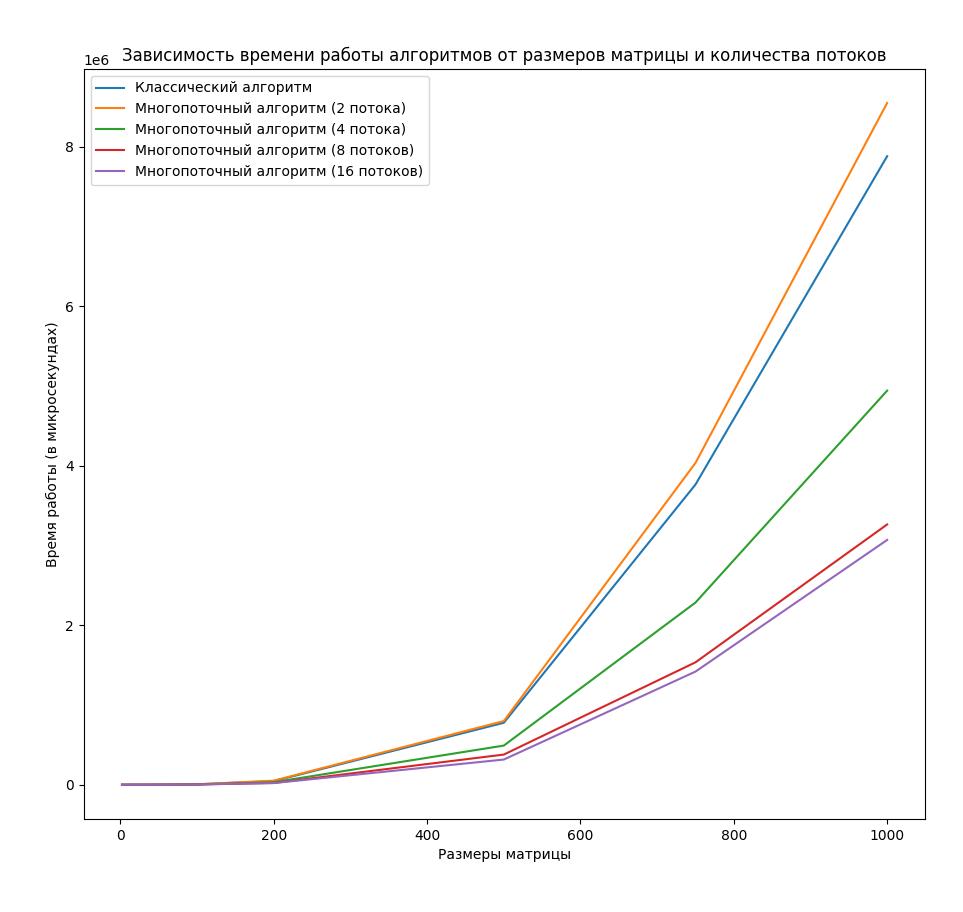 Зависимость времени работы алгоритмов от размеров матрицы и количества потоков
1e6
Классический алгоритм
Многопоточный алгоритм (2 потока)
Многопоточный алгоритм (4 потока)
Многопоточный алгоритм (8 потоков)
Многопоточный алгоритм (16 потоков)
8
6
4
2
0
Время работы (в микросекундах)
0 200 400 600 800 1000
Размеры матрицы